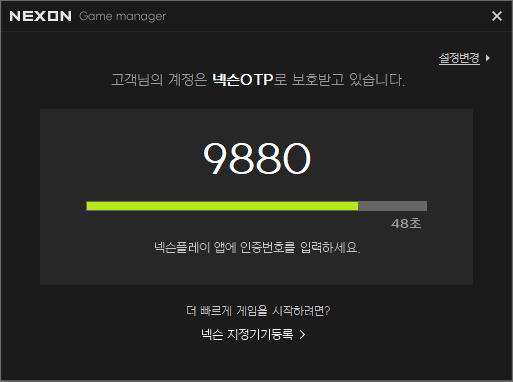 NEXON Game manager
설정변경
고객님의 계정은 넥슨OTP로 보호받고 있습니다.
9880
48초
넥슨플레이 앱에 인증번호를 입력하세요.
더 빠르게 게임을 시작하려면?
넥슨 지정기기등록 >